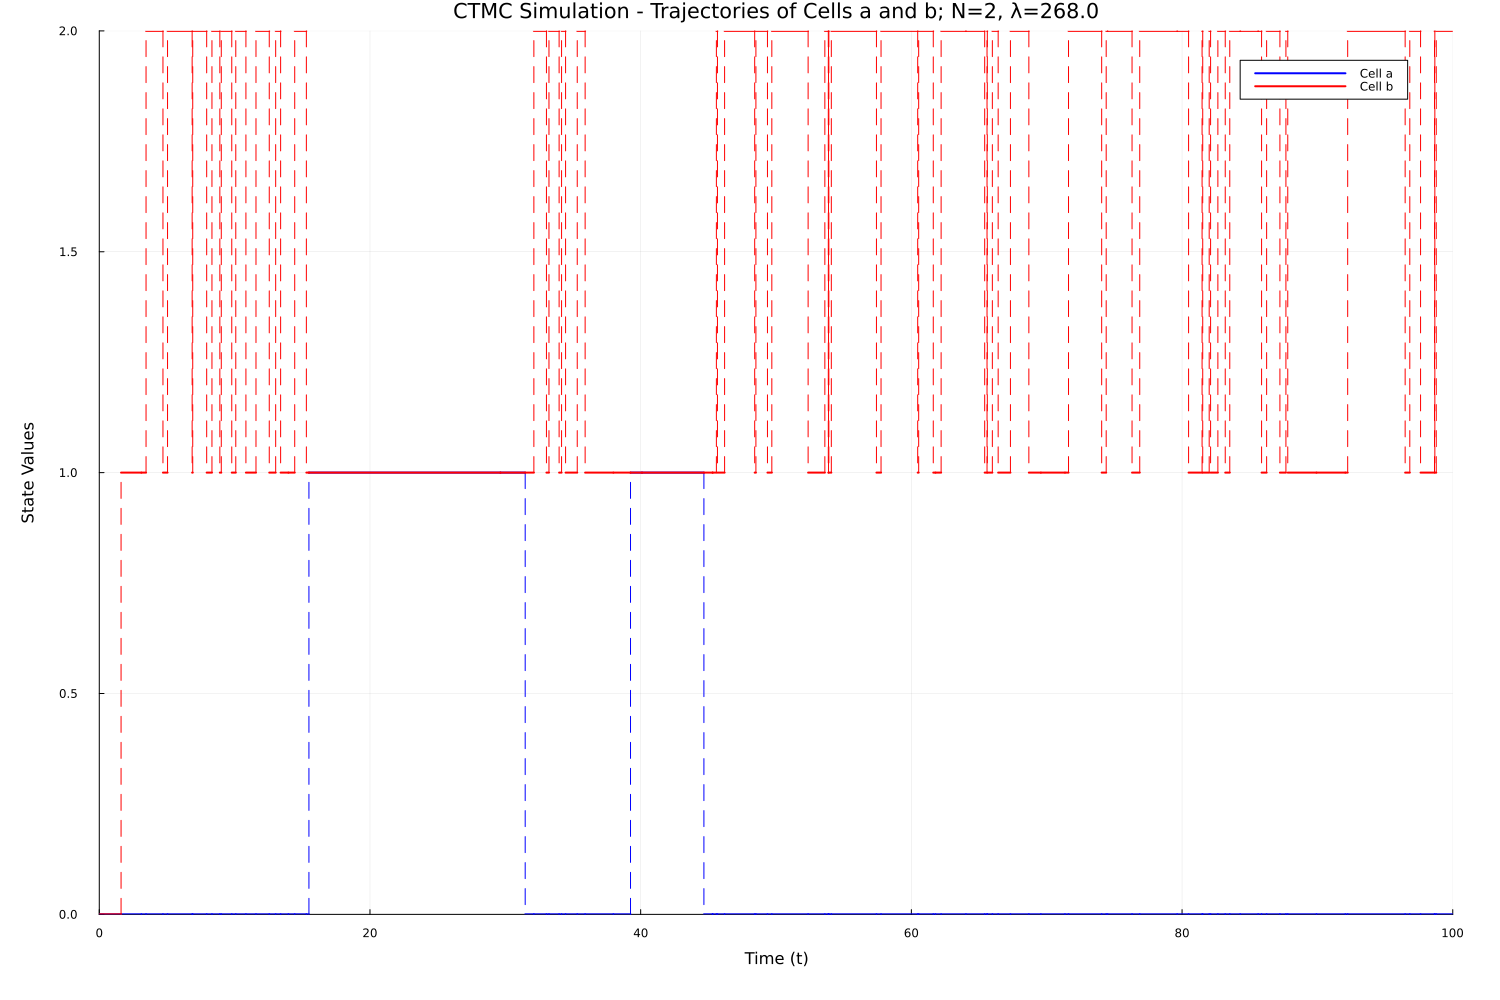 CTMC Simulation - Trajectories of Cells a and b; N=2, λ=268.0
2.0
Cell a
Cell b
1.5
1.0
State Values
0.5
0.0
0 20 40 60 80 100
Time (t)